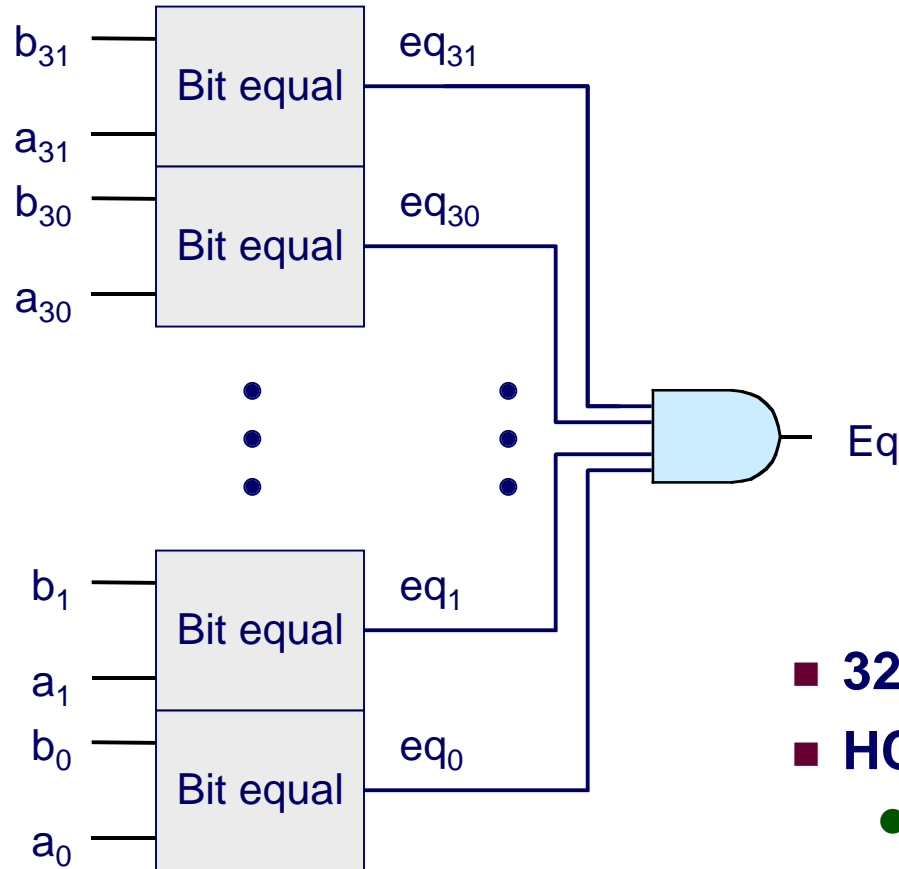 b31
eq31
Bit equal
a31
b30
eq30
Bit equal
a30
Eq
b1
eq1
Bit equal
a1
b0
eq0
Bit equal
a0
32